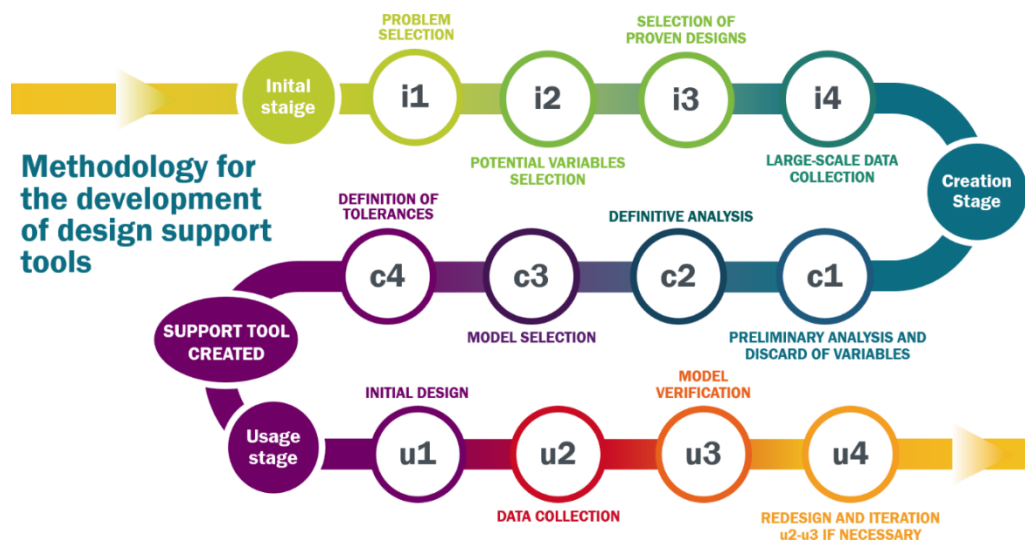 PROBLEM
SELECTION
SELECTION OF
PROVEN DESIGNS
Inital
staige
i1
i2
i3
i4
POTENTIAL VARIABLES
SELECTION
LARGE-SCALE DATA
COLLECTION
Methodology for
the development
of design support
tools
Creation
Stage
DEFINITION OF
TOLERANCES
DEFINITIVE ANALYSIS
c4
c3
c2
c1
MODEL SELECTION
PRELIMINARY ANALYSIS AND
DISCARD OF VARIABLES
SUPPORT TOOL
CREATED
INITIAL DESIGN
MODEL
VERIFICATION
Usage
stage
u1
u2
u3
u4
DATA COLLECTION
REDESIGN AND ITERATION
u2-u3 IF NECESSARY